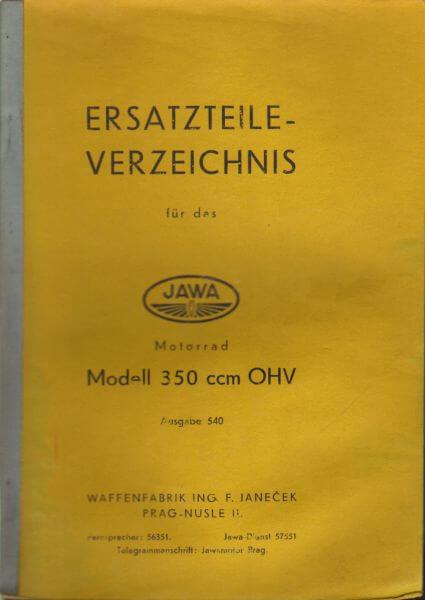 ERSATZTEILE-
VERZEICHNIS
für das
JAWA
Motorrad
Modell 350 ccm OHV
Ausgabe 540
WAFFENFABRIK ING. F. JANEČEK
PRAG-NUSLE II.
Fernsprecher: 56351. Jawa-Dienst 57551
Telegrammanschrift: Jawamotor Prag.